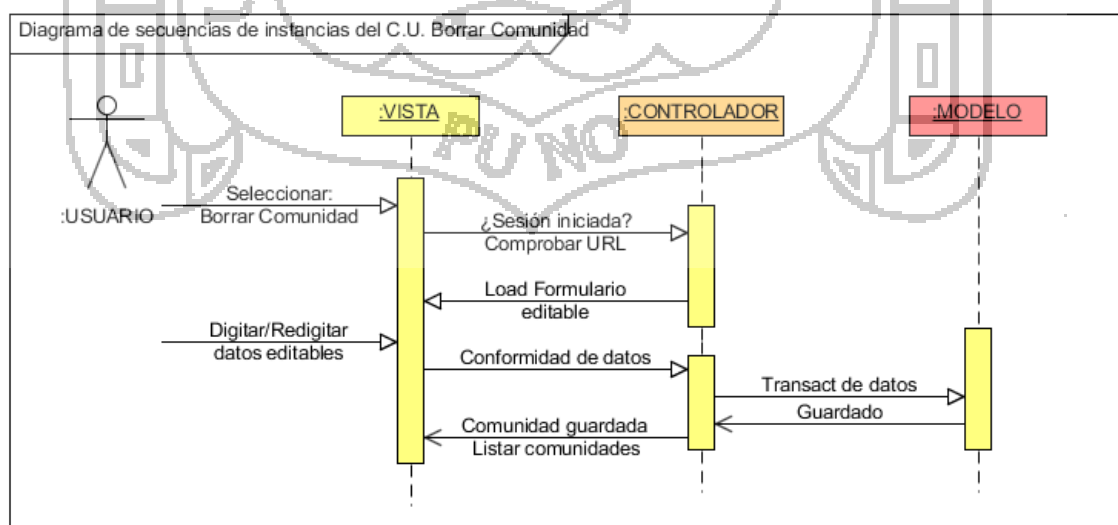 Diagrama de secuencias de instancias del C.U. Borrar Comunidad
:VISTA
:CONTROLADOR
:MODELO
PUNO
:USUARIO
Seleccionar:
Borrar Comunidad
¿Sesión iniciada?
Comprobar URL
Load Formulario
editable
Digitar/Redigitar
datos editables
Conformidad de datos
Transact de datos
Guardado
Comunidad guardada
Listar comunidades